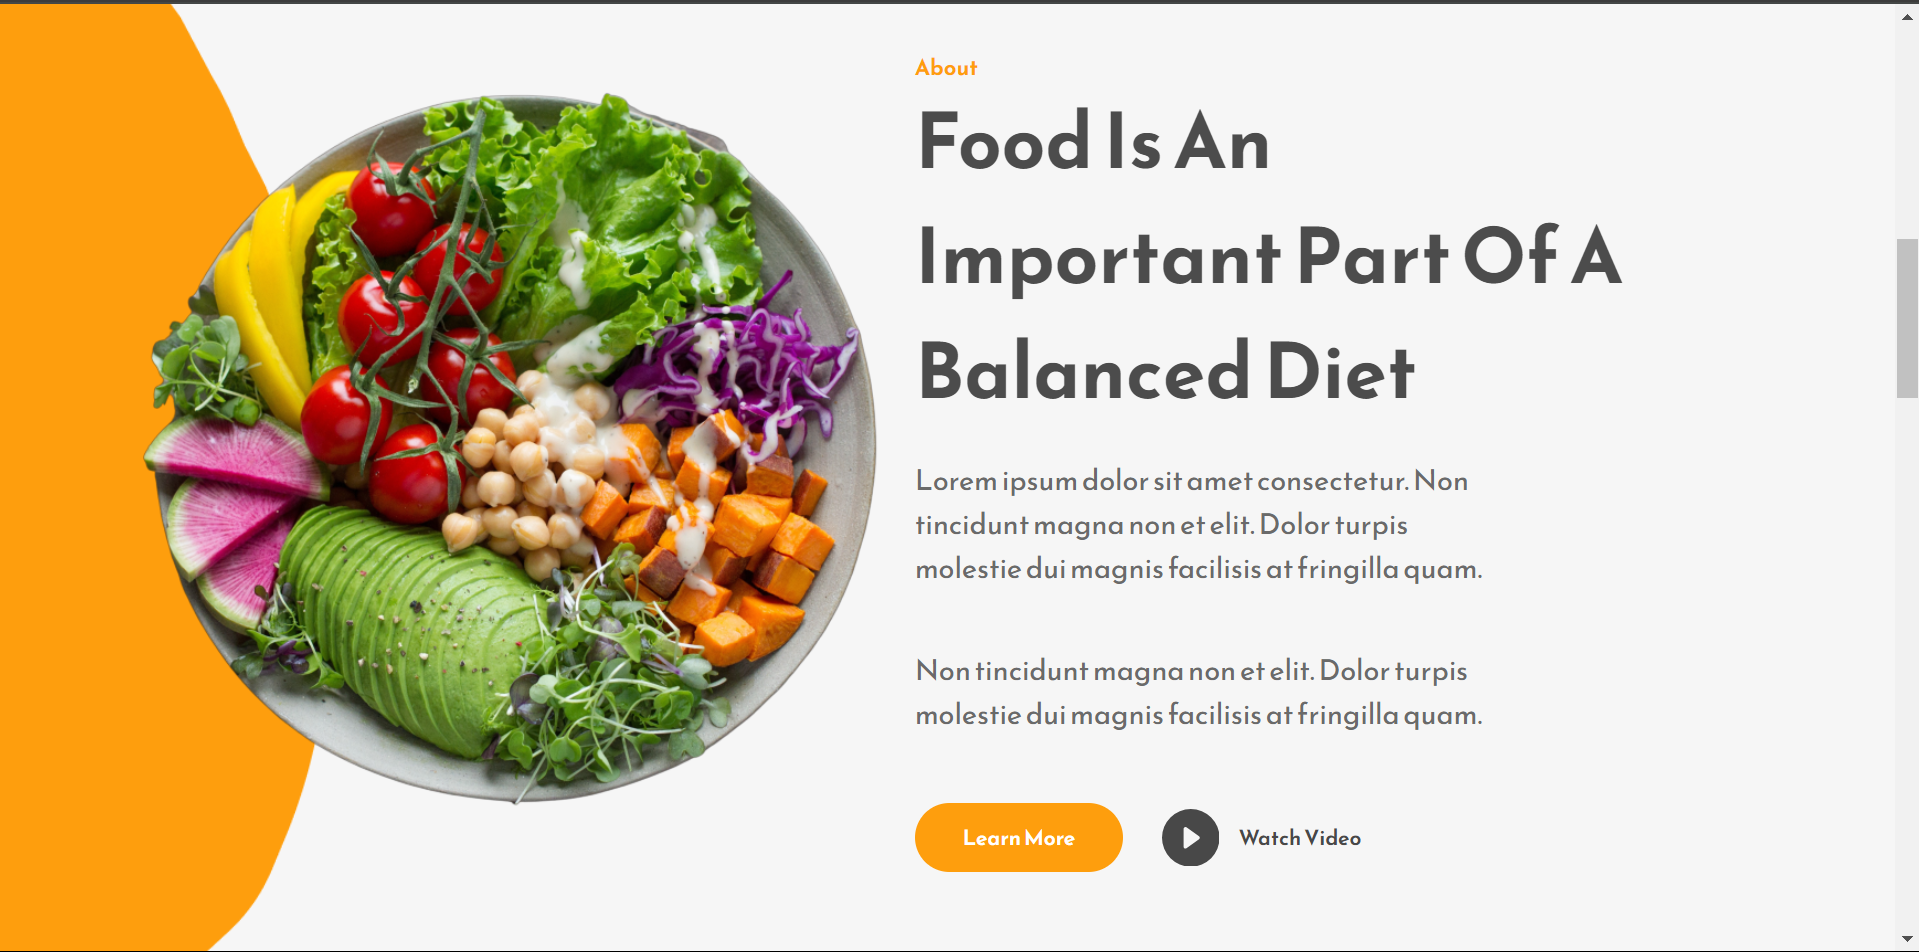 About
Food Is An
Important Part Of A
Balanced Diet
Lorem ipsum dolor sit amet consectetur. Non
tincidunt magna non et elit. Dolor turpis
molestie dui magnis facilisis at fringilla quam.
Non tincidunt magna non et elit. Dolor turpis
molestie dui magnis facilisis at fringilla quam.
Learn More
Watch Video